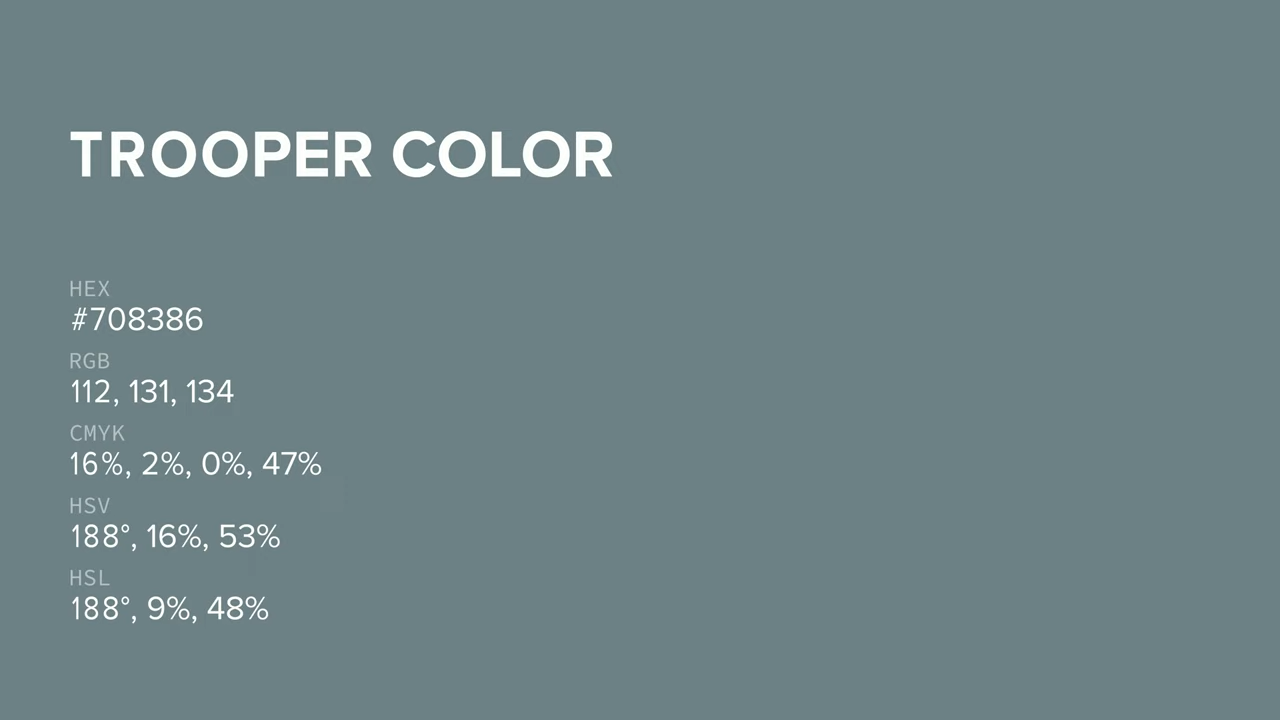 TROOPER COLOR
HEX
#708386
RGB
112, 131, 134
CMYK
16%, 2%, 0%, 47%
HSV
188°, 16%, 53%
HSL
188°, 9%, 48%